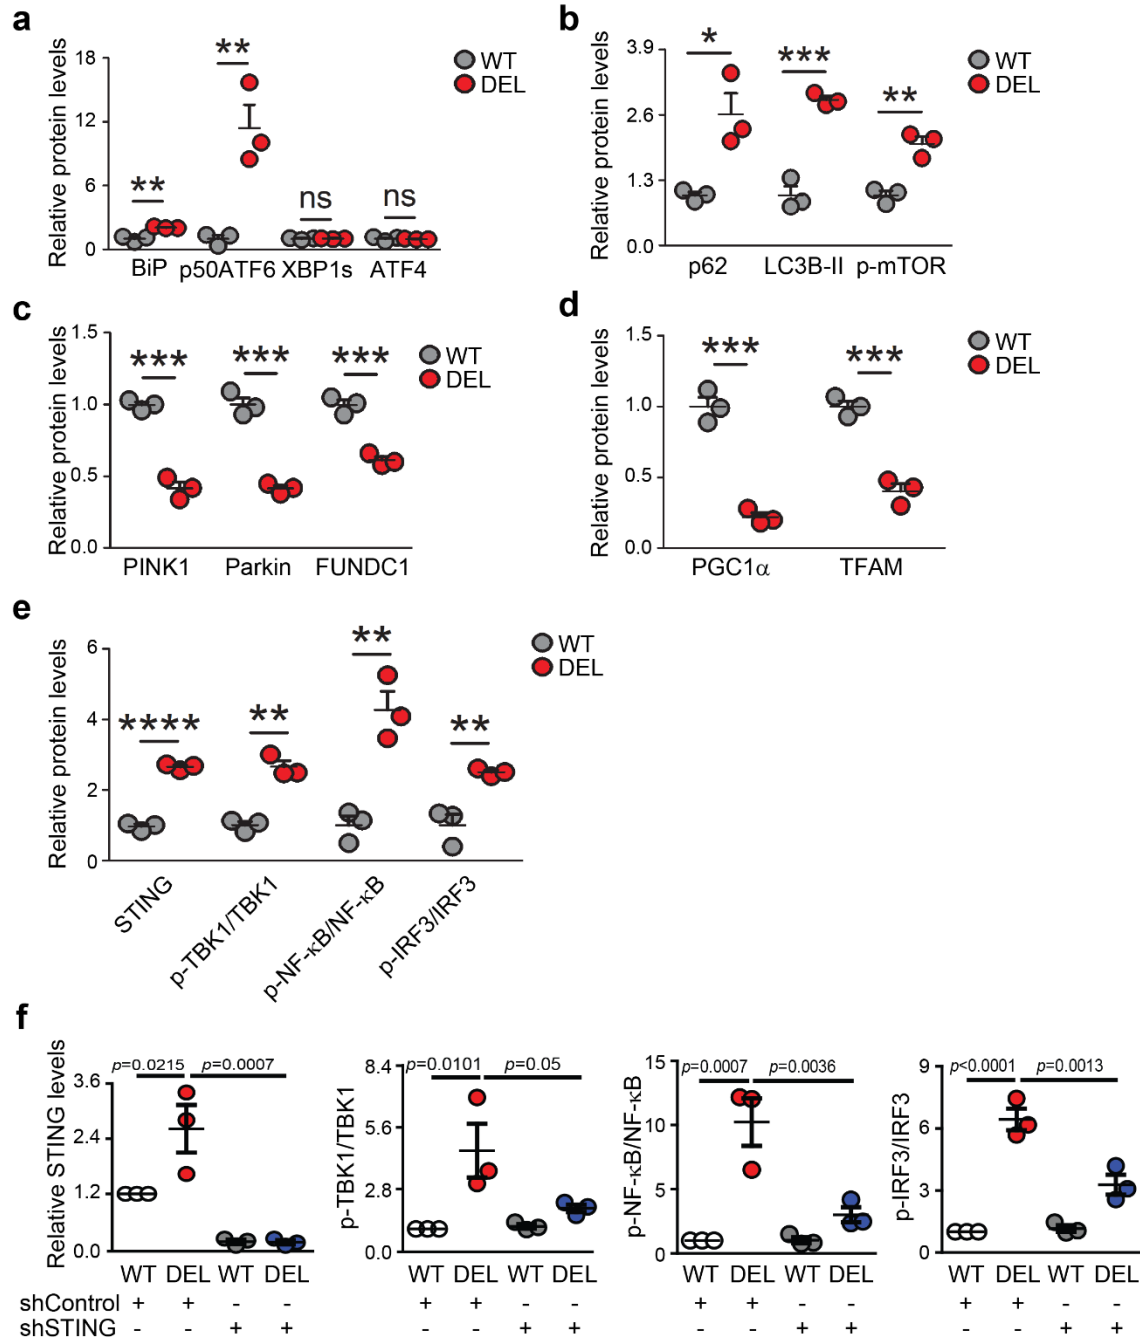 a
Relative protein levels
18
12
6
0
**
**
ns
ns
WT
DEL
BiP p50ATF6 XBP1s ATF4
b
Relative protein levels
3.9
2.6
1.3
0.0
*
***
**
WT
DEL
p62 LC3B-II p-mTOR
c
Relative protein levels
1.5
1.0
0.5
0.0
*** *** ***
WT
DEL
PINK1 Parkin FUNDC1
d
Relative protein levels
1.5
1.0
0.5
0.0
*** ***
WT
DEL
PGC1α TFAM
e
Relative protein levels
6
4
2
0
****
**
**
**
WT
DEL
STING
p-TBK1/TBK1
p-NF-κB/NF-κB
p-IRF3/IRF3
f
Relative STING levels
3.6
2.4
1.2
0.0
p=0.0215 p=0.0007
WT DEL WT DEL
p-TBK1/TBK1
8.4
5.6
2.8
0.0
p=0.0101 p=0.05
WT DEL WT DEL
p-NF-κB/NF-κB
15
10
5
0
p=0.0007 p=0.0036
WT DEL WT DEL
p-IRF3/IRF3
9
6
3
0
p<0.0001 p=0.0013
WT DEL WT DEL
shControl + + - - + + - - + + - - + + - -
shSTING - - + + - - + + - - + + - - + +